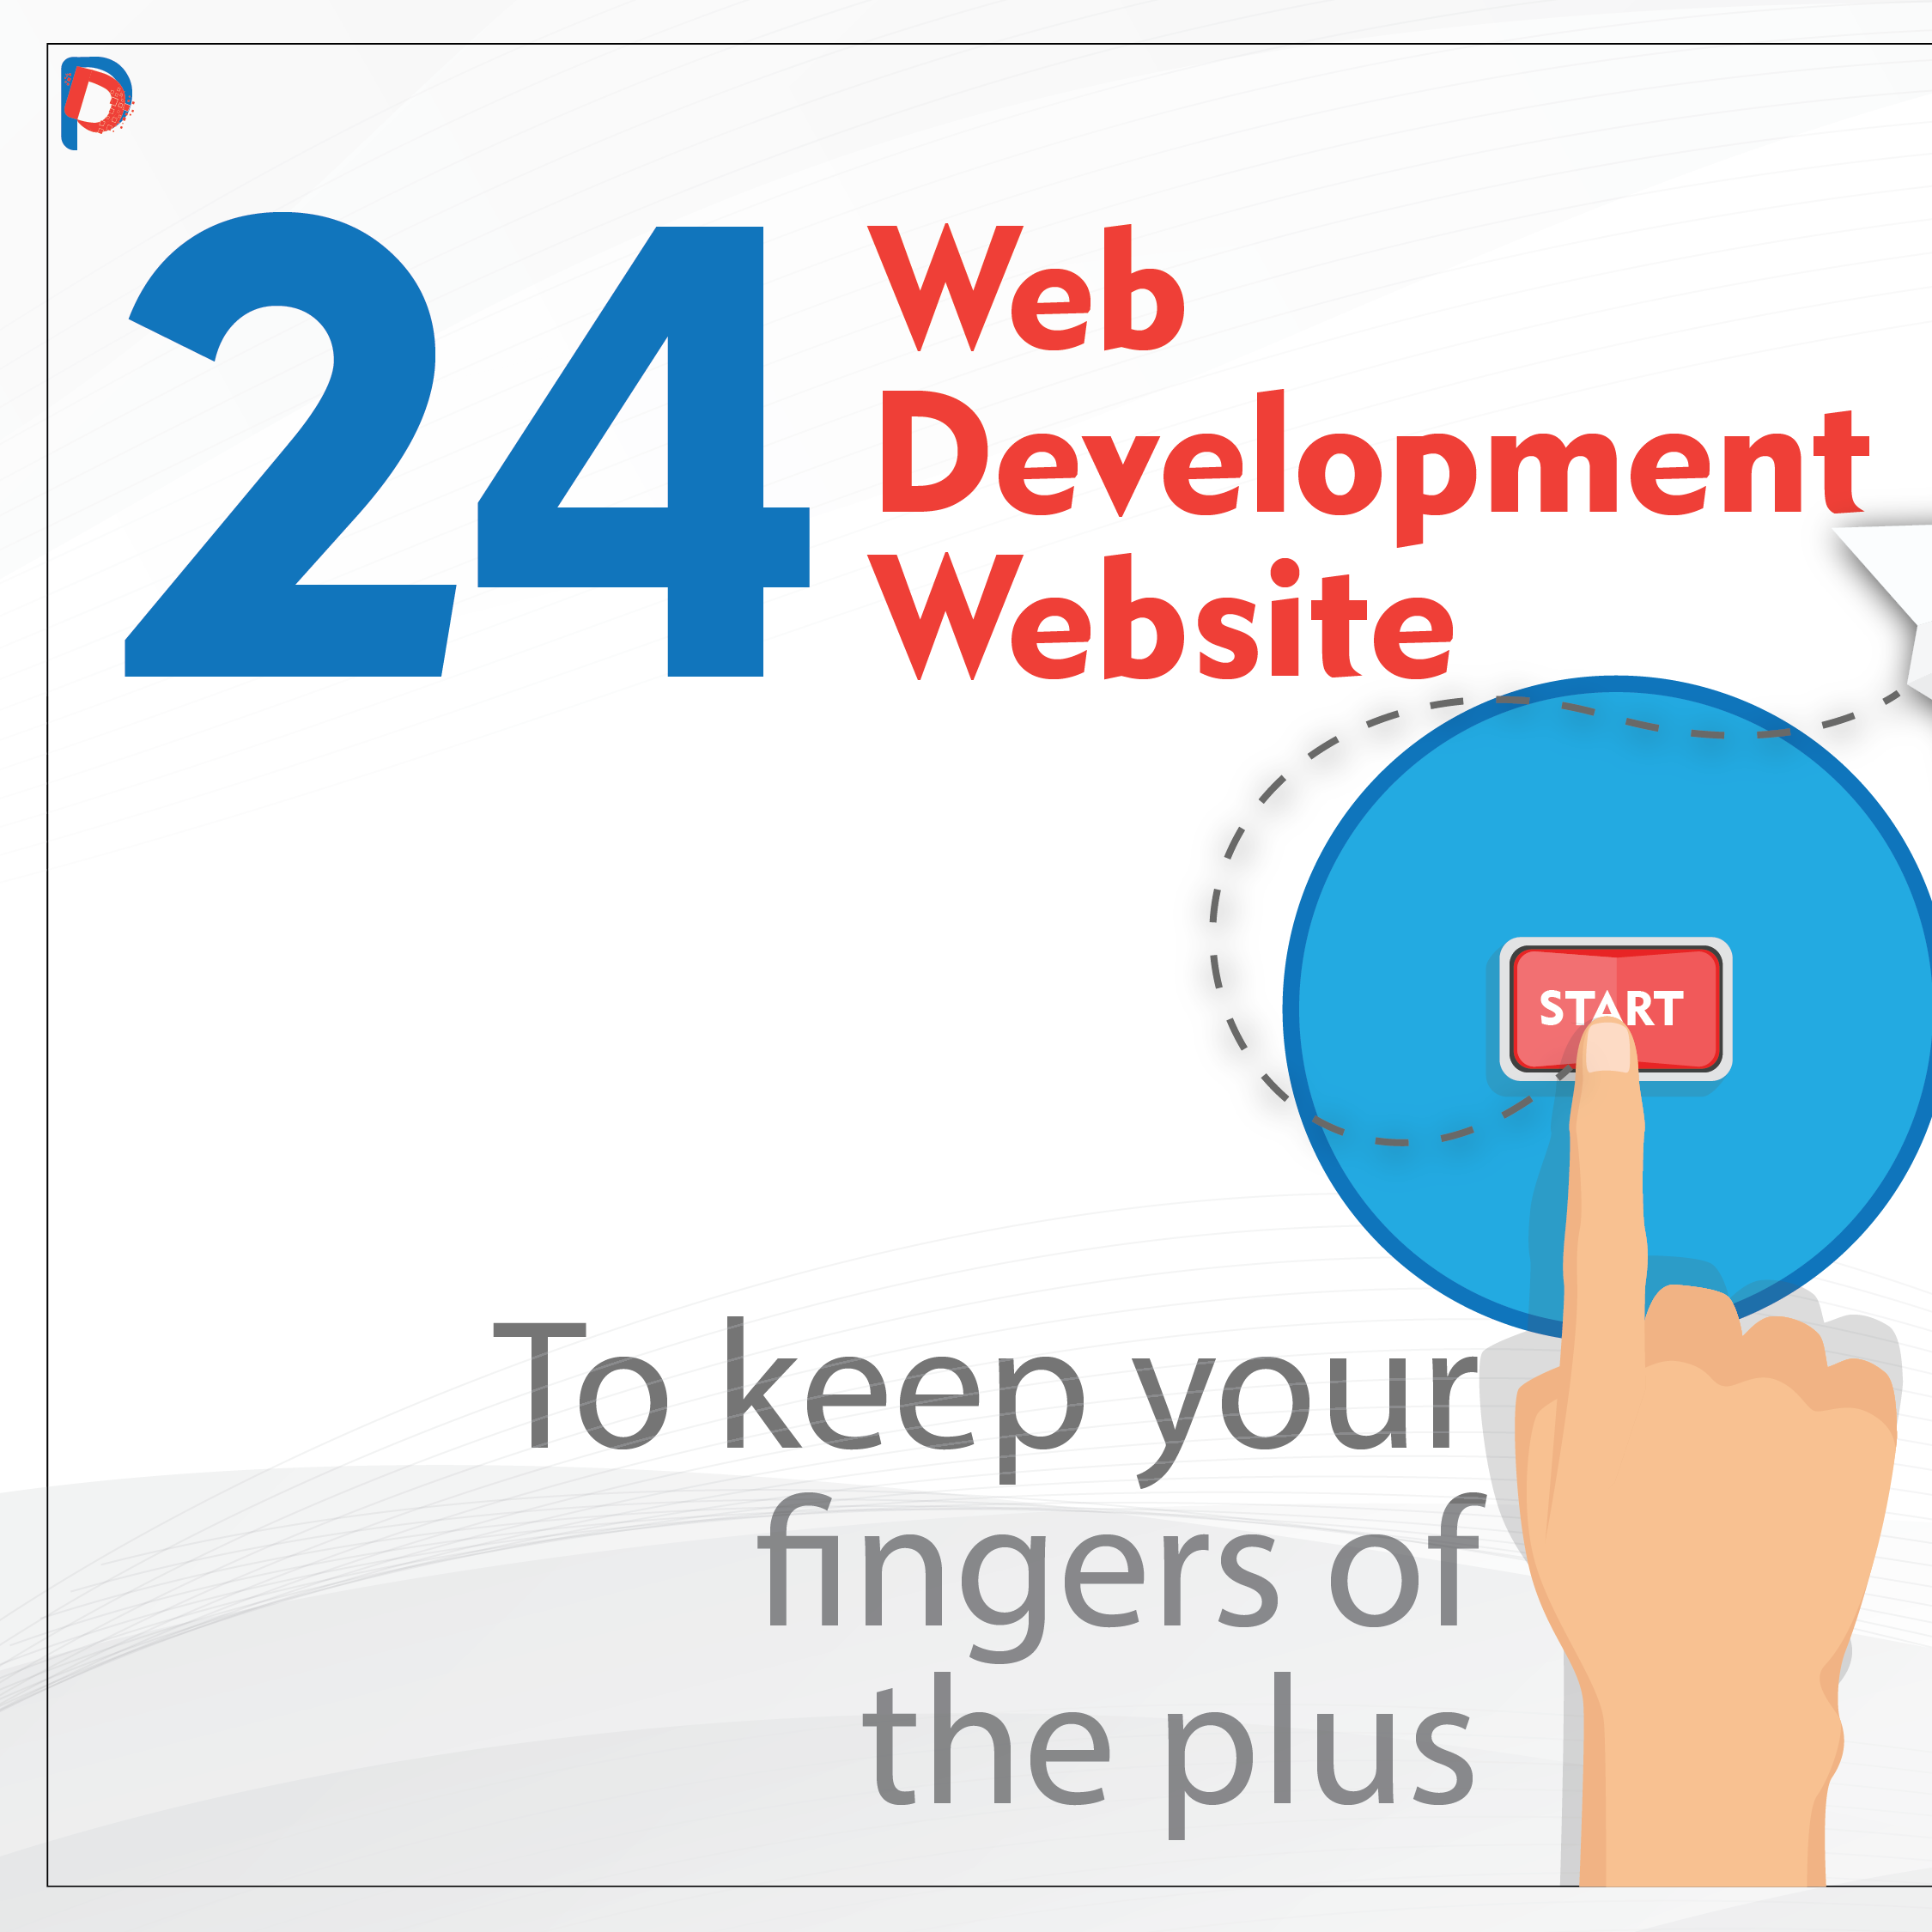 24
Web
Development
Website
START
To keep your
fingers of
the plus